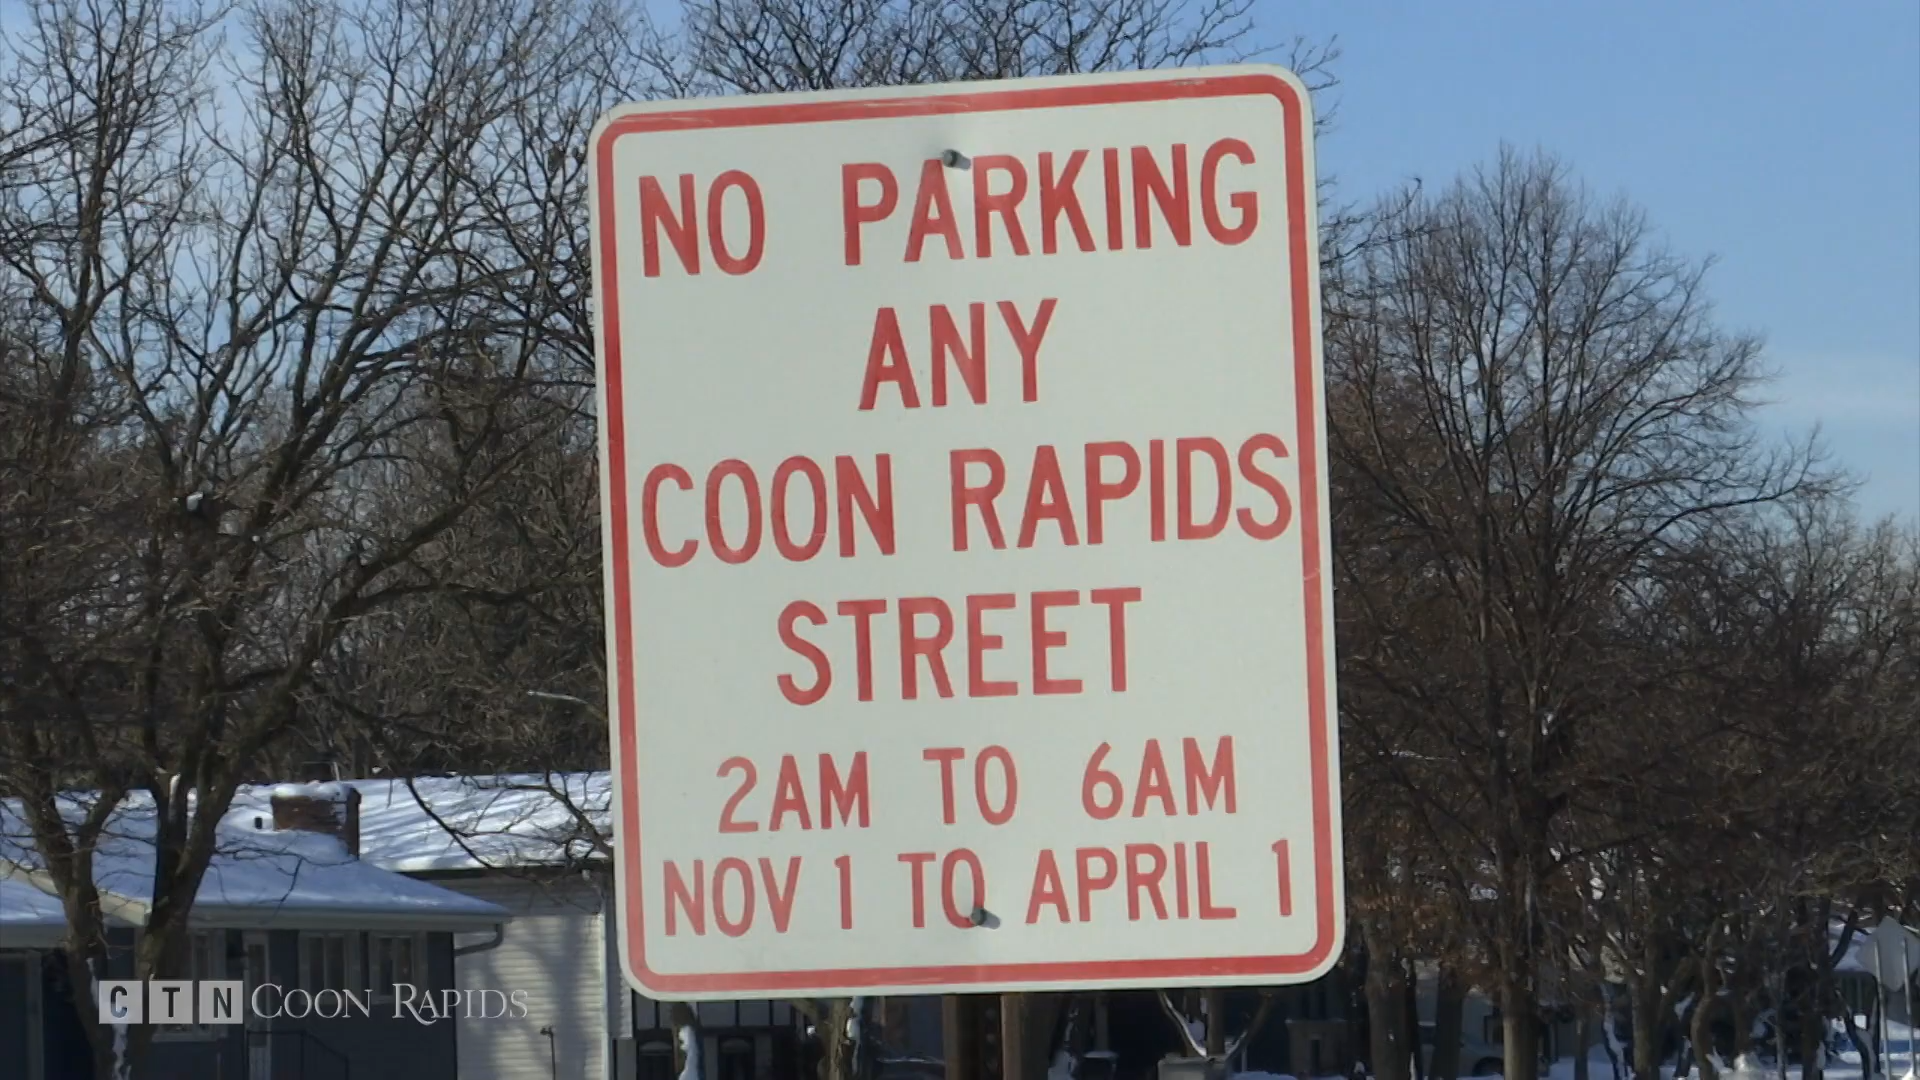 NO PARKING
ANY
COON RAPIDS
STREET
2AM TO 6AM
NOV 1 TO APRIL 1
CTN COON RAPIDS